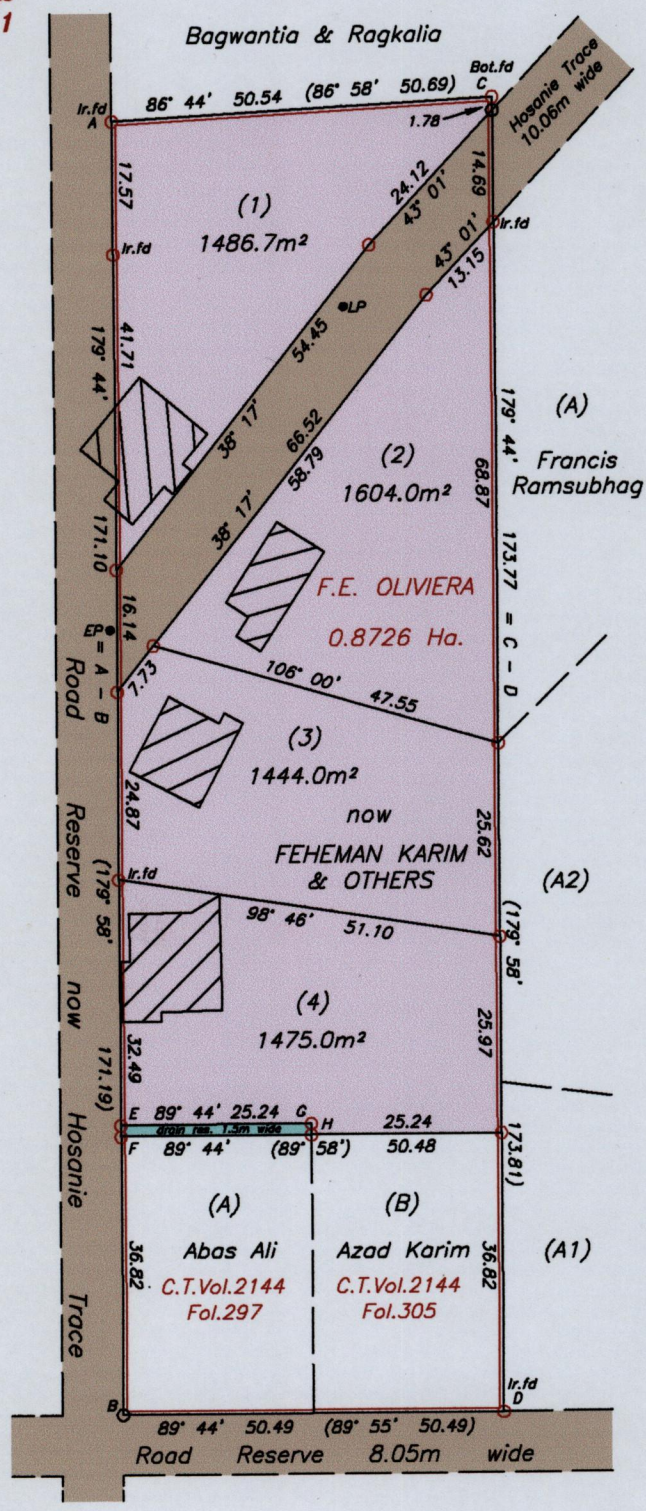 1
Bagwantia & Ragkalia
Hosanie Trace
10.06m wide
Ir.fd
A
86° 44' 50.54 (86° 58' 50.69)
Bot.fd
C
1.78
17.57
(1)
1486.7m²
24.12
43° 01'
14.69
Ir.fd
Ir.fd
43° 01'
13.15
LP
54.45
38° 17'
41.71
179° 44'
66.52
58.79
38° 17'
(2)
1604.0m²
68.87
179° 44' 173.77 = C - D
(A)
Francis
Ramsubhag
F.E. OLIVIERA
0.8726 Ha.
171.10 = A - B
16.14
EP
7.73
106° 00' 47.55
(3)
1444.0m²
now
FEHEMAN KARIM
& OTHERS
24.87
25.62
(A2)
Ir.fd
98° 46' 51.10
(179° 58' 171.19)
(179° 58' 173.81)
(4)
1475.0m²
32.49
25.97
Road Reserve now Hosanie Trace
E 89° 44' 25.24 G
H 25.24
drain res. 1.5m wide
F 89° 44' (89° 58') 50.48
(A)
Abas Ali
C.T.Vol.2144
Fol.297
(B)
Azad Karim
C.T.Vol.2144
Fol.305
36.82
36.82
(A1)
Ir.fd
D
B
89° 44' 50.49 (89° 55' 50.49)
Road Reserve 8.05m wide